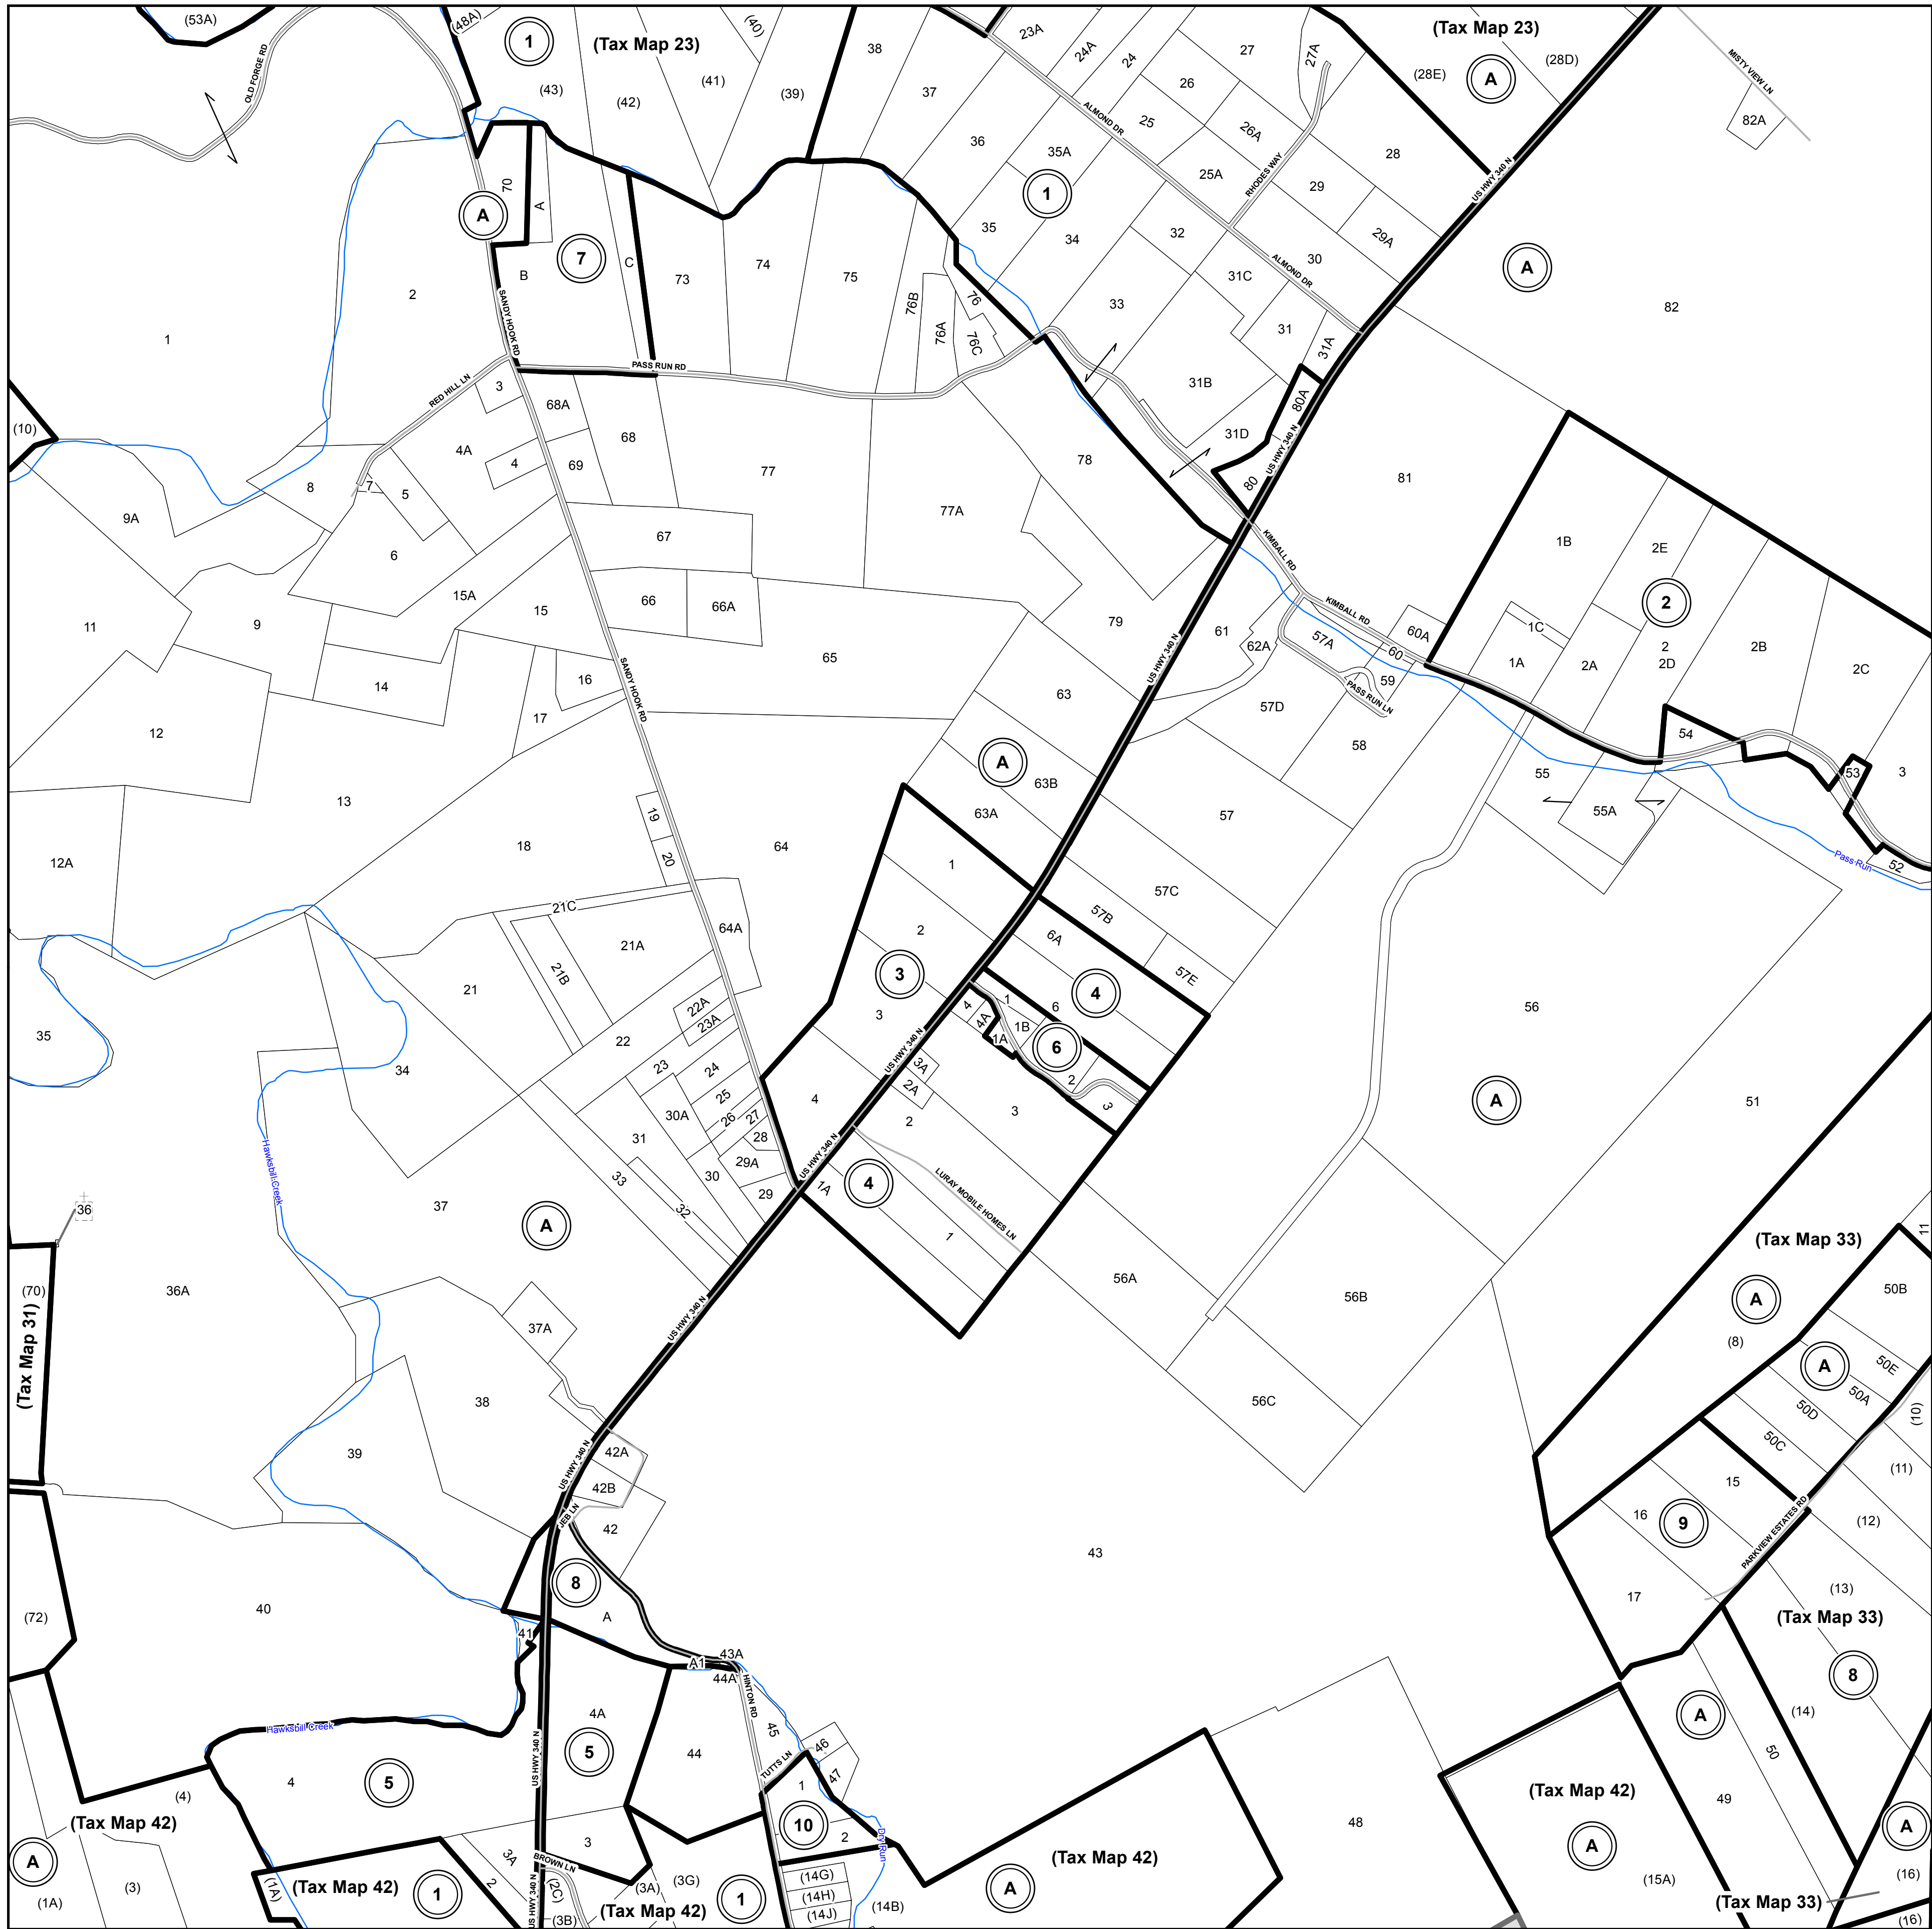 (53A)
(48A)
1
(Tax Map 23)
(40)
38
23A
24A
24
27
27A
(Tax Map 23)
(28D)
(28E)
A
MISTY VIEW LN
82A
OLD FORGE RD
(43)
(42)
(41)
(39)
37
26
ALMOND DR
25
26A
36
35A
28
70
A
A
7
B
C
1
25A
RHODES WAY
29
29A
US HWY 340 N
35
34
32
30
31C
ALMOND DR
A
82
1
2
SANDY HOOK RD
73
74
75
76B
76A
76
76C
33
31
31A
PASS RUN RD
RED HILL LN
3
68A
31B
80A
(10)
4A
4
69
68
77
78
31D
80
US HWY 340 N
81
8
7
5
9A
77A
67
6
KIMBALL RD
1B
2E
2
15A
15
66
66A
11
9
79
61
62A
KIMBALL RD
57A
60
60A
1C
1A
2A
2
2D
2B
2C
65
US HWY 340 N
59
PASS RUN LN
14
16
17
SANDY HOOK RD
63
57D
58
12
54
53
3
55
55A
A
63B
13
19
20
18
64
63A
57
12A
1
57C
Pass Run
52
21C
64A
21A
21B
2
57B
6A
57E
21
3
4
22A
23A
3
4
4A
1
1B
1A
6
6
56
35
22
34
US HWY 340 N
23
24
3A
2A
2
3
25
30A
26
27
4
2
3
A
51
28
31
29A
30
29
US HWY 340 N
1A
4
LURAY MOBILE HOMES LN
1
Hawksbill Creek
33
32
36
37
A
11
(Tax Map 33)
A
50B
(70)
(Tax Map 31)
36A
56A
56B
US HWY 340 N
37A
(8)
A
50E
50A
50D
50C
(10)
38
56C
39
US HWY 340 N
42A
42B
(11)
15
16
9
PARKVIEW ESTATES RD
(12)
JEB LN
42
43
8
(72)
40
A
41
17
(13)
(Tax Map 33)
8
43A
A1
44A
HINTON RD
45
(14)
Hawksbill Creek
4A
A
50
44
46
47
TUTTS LN
5
4
5
US HWY 340 N
1
(Tax Map 42)
49
(4)
(Tax Map 42)
10
2
48
A
A
A
3A
3
Dry Run
(Tax Map 42)
BROWN LN
(1A)
(3)
(1A)
(Tax Map 42)
1
2
(2C)
(3A)
(3G)
(14G)
(14H)
(14J)
A
(15A)
(16)
(3B)
US HWY 340 N
(Tax Map 42)
1
(14B)
(Tax Map 33)
(16)